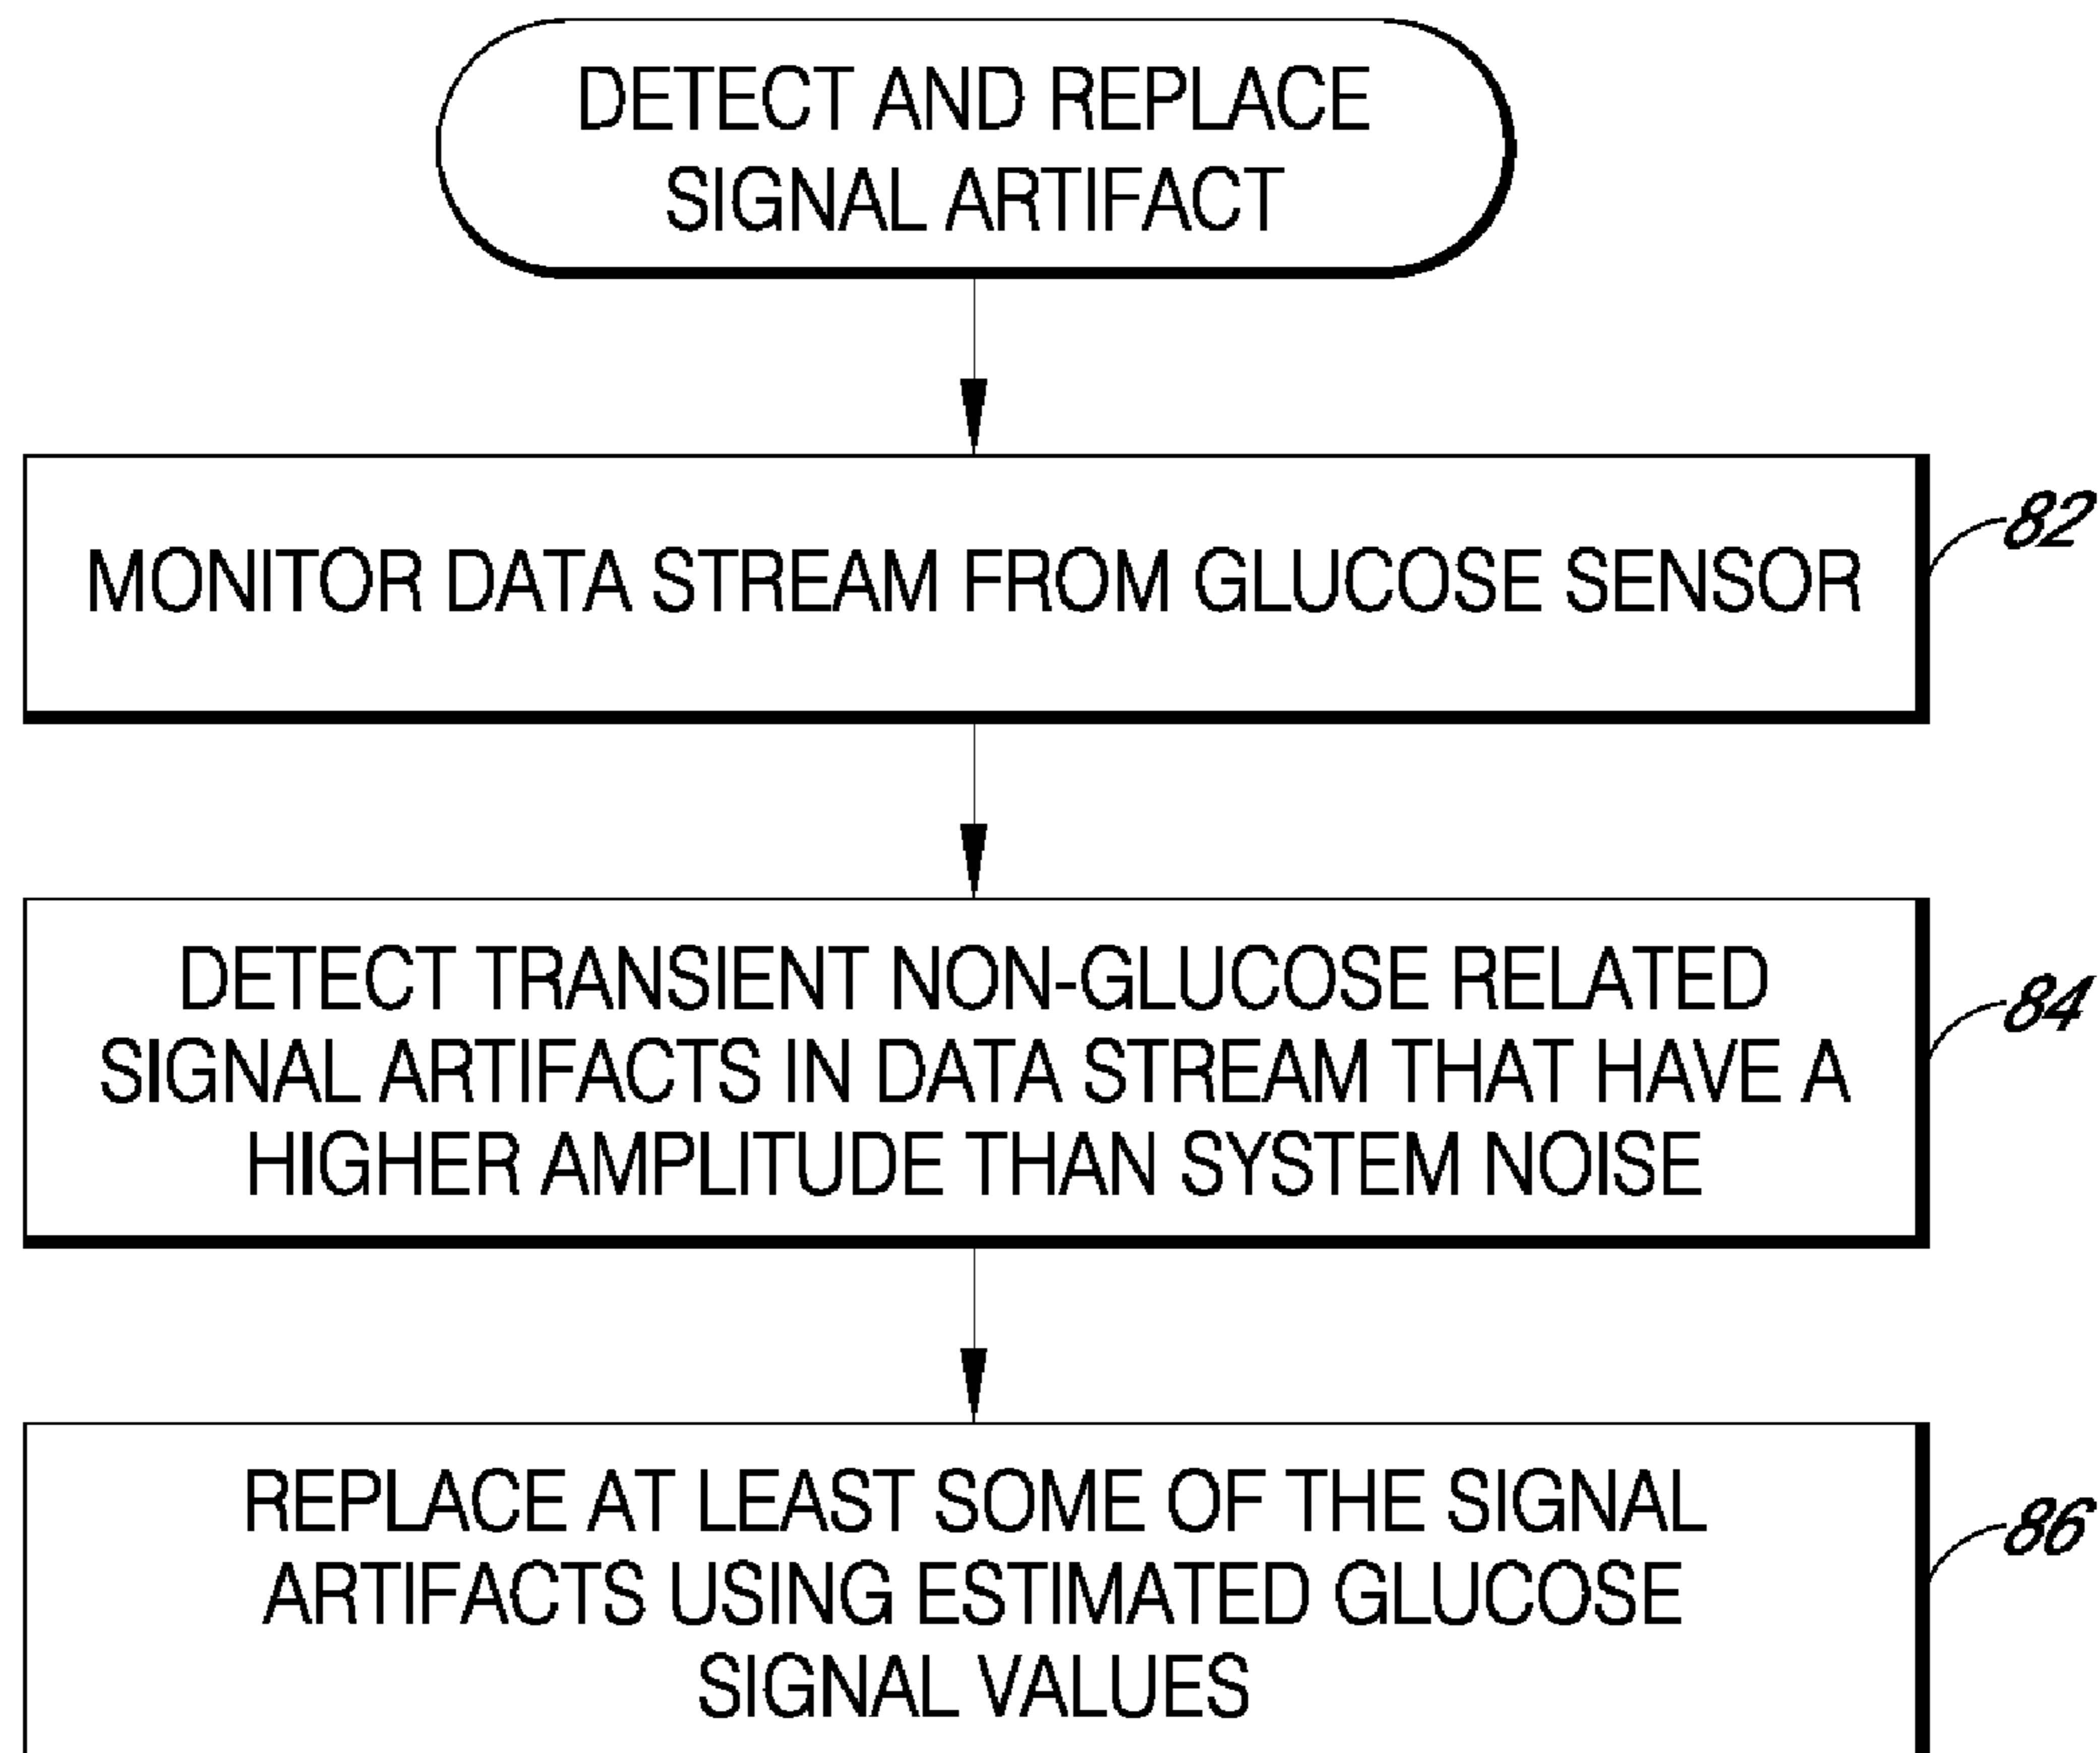 DETECT AND REPLACE
SIGNAL ARTIFACT
MONITOR DATA STREAM FROM GLUCOSE SENSOR
82
DETECT TRANSIENT NON-GLUCOSE RELATED
SIGNAL ARTIFACTS IN DATA STREAM THAT HAVE A
HIGHER AMPLITUDE THAN SYSTEM NOISE
84
REPLACE AT LEAST SOME OF THE SIGNAL
ARTIFACTS USING ESTIMATED GLUCOSE
SIGNAL VALUES
86